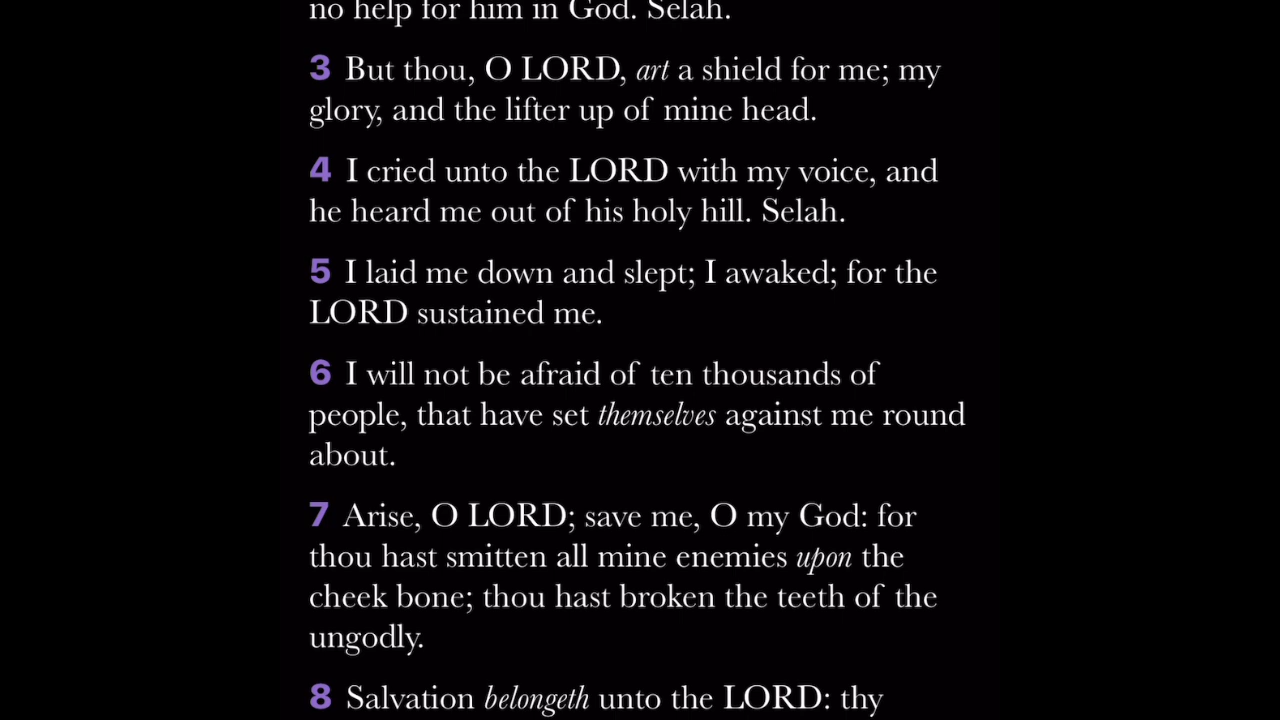 no help for him in God. Selah.
3 But thou, O LORD, art a shield for me; my
glory, and the lifter up of mine head.
4 I cried unto the LORD with my voice, and
he heard me out of his holy hill. Selah.
5 I laid me down and slept; I awaked; for the
LORD sustained me.
6 I will not be afraid of ten thousands of
people, that have set themselves against me round
about.
7 Arise, O LORD; save me, O my God: for
thou hast smitten all mine enemies upon the
cheek bone; thou hast broken the teeth of the
ungodly.
8 Salvation belongeth unto the LORD: thy